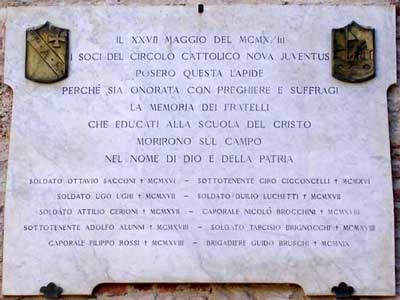 IL XXVII MAGGIO DEL
I SOCI DEL CIRCOLO CATTOLICO NOVA JUVENTUS
POSERO QUESTA LAPIDE
PERCHÈ SIA ONORATA CON PREGHIERE E SUFFRAGI
LA MEMORIA DEI FRATELLI
CHE EDUCATI ALLA SCUOLA DEL CRISTO
MORIRONO SUL CAMPO
NEL NOME DI DIO E DELLA PATRIA
SOLDATO OTTAVIO SACCONI † MCMXVI – SOTTOTENENTE CIRO CICCONCELLI † MCMXVI
SOLDATO UGO UGHI † MCMXVII – SOLDATO DUILIO LUCHETTI † MCMXVII
SOLDATO ATTILIO CERIONI † MCMXVII – CAPORALE NICOLÒ BROCCHINI † MCMXVIII
SOTTOTENENTE ADOLFO ALUNNI † MCMXVIII – SOLDATO TARCISIO BRIGNOCCHI † MCMXVIII
CAPORALE FILIPPO ROSSI † MCMXVIII – BRIGADIERE GUIDO BRUSCHI † MCMXIX